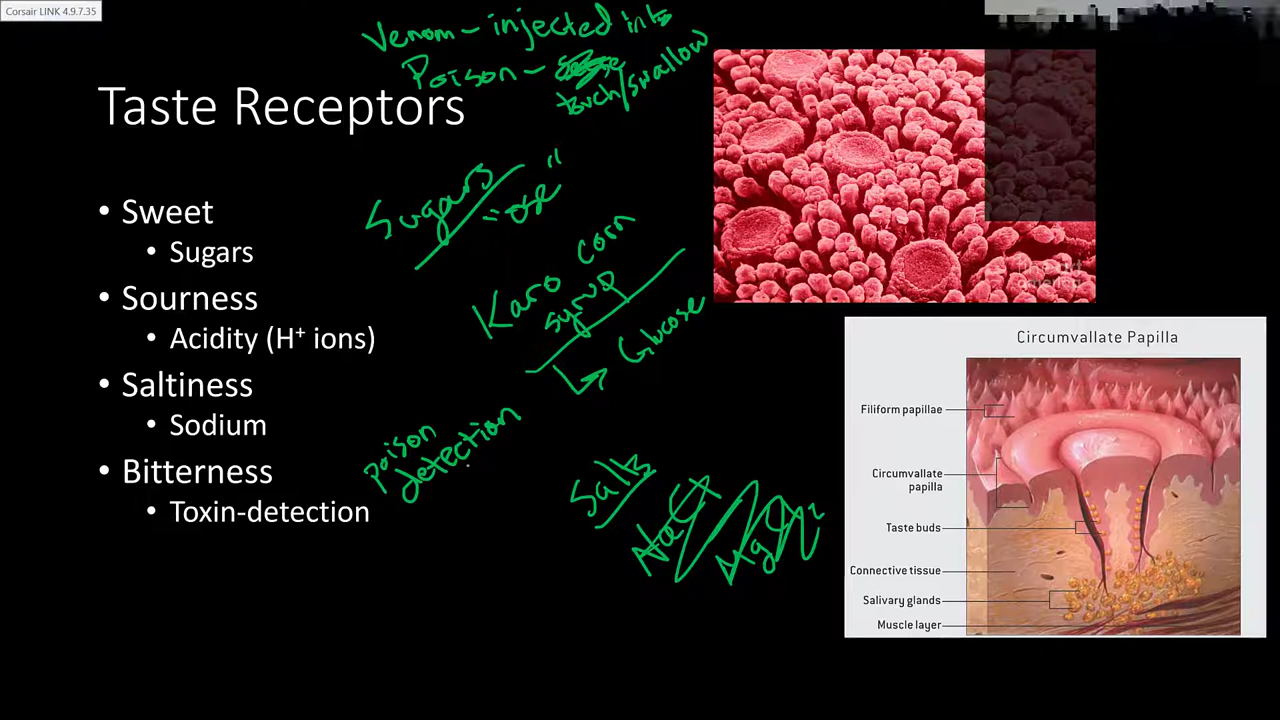 Corsair LINK 4.9.7.35
Venom - injected into
Poison -
touch/swallow
Taste Receptors
• Sweet
• Sugars
• Sourness
• Acidity (H⁺ ions)
• Saltiness
• Sodium
• Bitterness
• Toxin-detection
Sugars
"-ose"
Karo corn
syrup
Glucose
poison
detection
Salts
Circumvallate Papilla
Filiform papillae
Circumvallate
papilla
Taste buds
Connective tissue
Salivary glands
Muscle layer